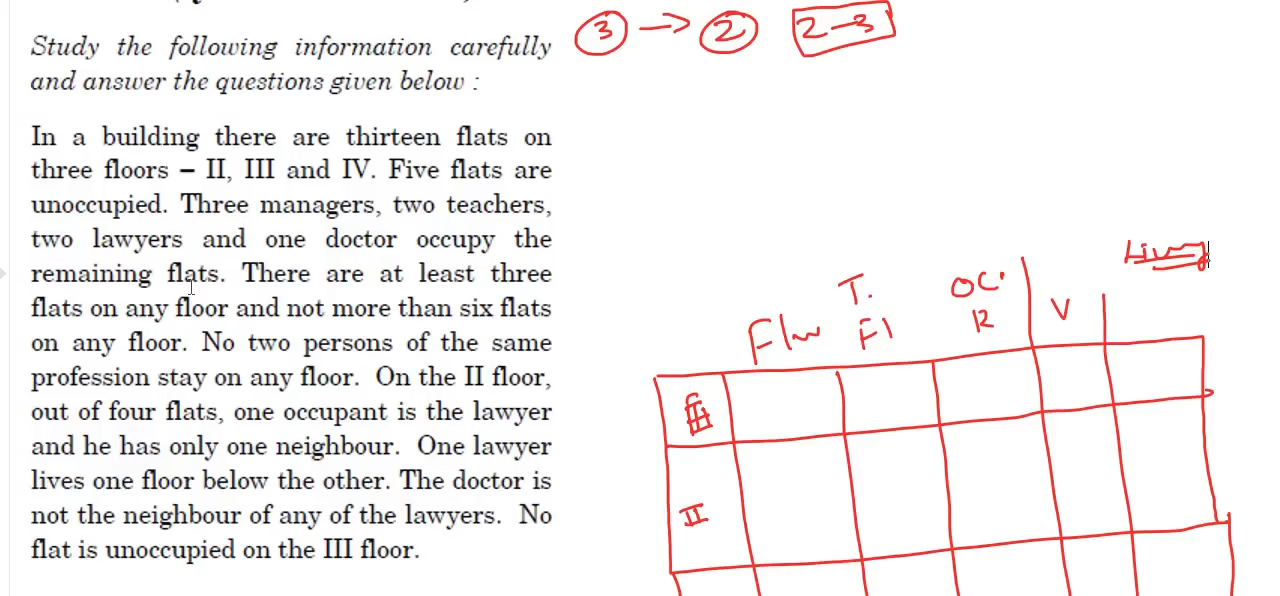 3 → 2 2-3
Study the following information carefully
and answer the questions given below :
In a building there are thirteen flats on
three floors – II, III and IV. Five flats are
unoccupied. Three managers, two teachers,
two lawyers and one doctor occupy the
remaining flats. There are at least three
flats on any floor and not more than six flats
on any floor. No two persons of the same
profession stay on any floor. On the II floor,
out of four flats, one occupant is the lawyer
and he has only one neighbour. One lawyer
lives one floor below the other. The doctor is
not the neighbour of any of the lawyers. No
flat is unoccupied on the III floor.
Living
T. OC.
V
II